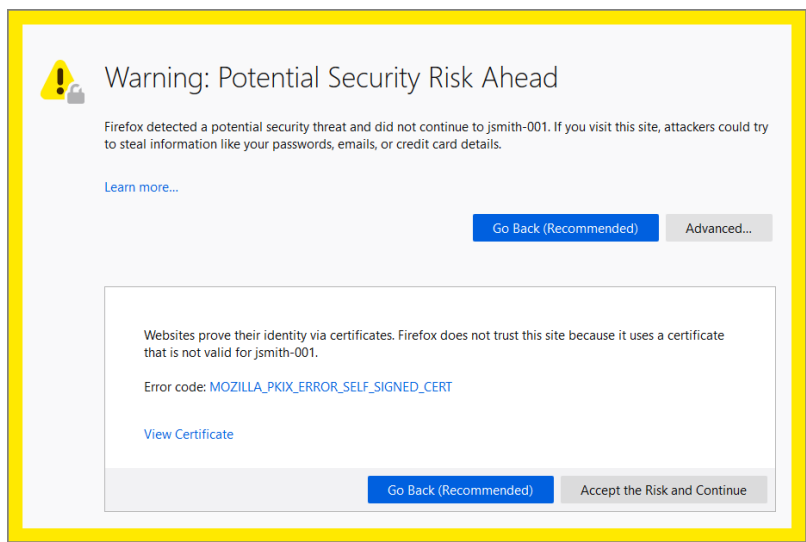 Warning: Potential Security Risk Ahead
Firefox detected a potential security threat and did not continue to jsmith-001. If you visit this site, attackers could try
to steal information like your passwords, emails, or credit card details.
Learn more...
Go Back (Recommended)
Advanced...
Websites prove their identity via certificates. Firefox does not trust this site because it uses a certificate
that is not valid for jsmith-001.
Error code: MOZILLA_PKIX_ERROR_SELF_SIGNED_CERT
View Certificate
Go Back (Recommended)
Accept the Risk and Continue